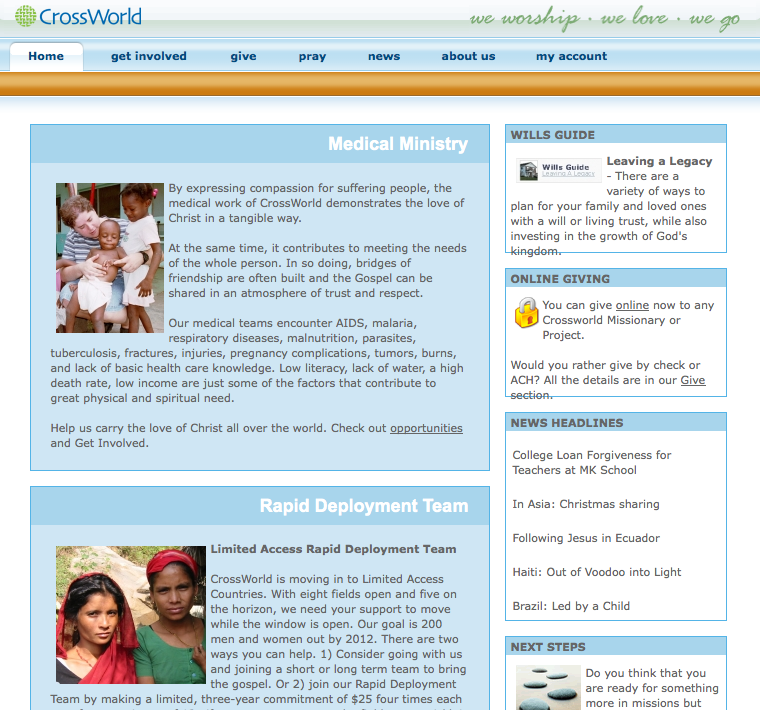 CrossWorld
we worship · we love · we go
Home
get involved
give
pray
news
about us
my account
Medical Ministry
By expressing compassion for suffering people, the
medical work of CrossWorld demonstrates the love of
Christ in a tangible way.
At the same time, it contributes to meeting the needs
of the whole person. In so doing, bridges of
friendship are often built and the Gospel can be
shared in an atmosphere of trust and respect.
Our medical teams encounter AIDS, malaria,
respiratory diseases, malnutrition, parasites,
tuberculosis, fractures, injuries, pregnancy complications, tumors, burns,
and lack of basic health care knowledge. Low literacy, lack of water, a high
death rate, low income are just some of the factors that contribute to
great physical and spiritual need.
Help us carry the love of Christ all over the world. Check out opportunities
and Get Involved.
Rapid Deployment Team
Limited Access Rapid Deployment Team
CrossWorld is moving in to Limited Access
Countries. With eight fields open and five on
the horizon, we need your support to move
while the window is open. Our goal is 200
men and women out by 2012. There are two
ways you can help. 1) Consider going with us
and joining a short or long term team to bring
the gospel. Or 2) join our Rapid Deployment
Team by making a limited, three-year commitment of $25 four times each
WILLS GUIDE
Wills Guide
Leaving a Legacy
Leaving a Legacy
- There are a
variety of ways to
plan for your family and loved ones
with a will or living trust, while also
investing in the growth of God's
kingdom.
ONLINE GIVING
You can give online now to any
Crossworld Missionary or
Project.
Would you rather give by check or
ACH? All the details are in our Give
section.
NEWS HEADLINES
College Loan Forgiveness for
Teachers at MK School
In Asia: Christmas sharing
Following Jesus in Ecuador
Haiti: Out of Voodoo into Light
Brazil: Led by a Child
NEXT STEPS
Do you think that you
are ready for something
more in missions but